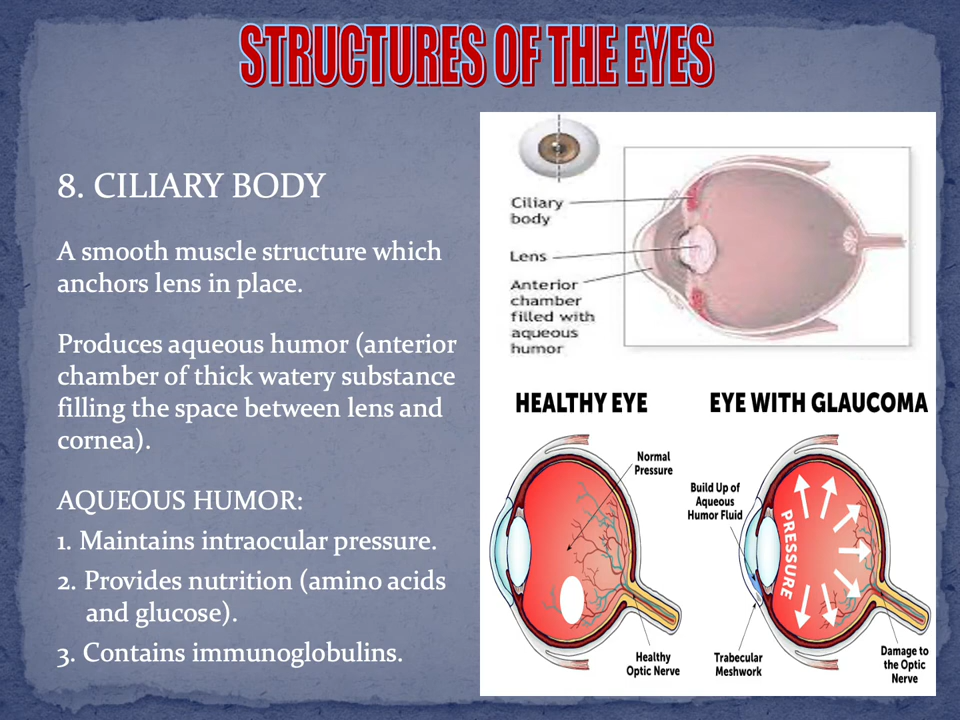 STRUCTURES OF THE EYES
8. CILIARY BODY
A smooth muscle structure which
anchors lens in place.
Produces aqueous humor (anterior
chamber of thick watery substance
filling the space between lens and
cornea).
AQUEOUS HUMOR:
1. Maintains intraocular pressure.
2. Provides nutrition (amino acids
and glucose).
3. Contains immunoglobulins.
Ciliary
body
Lens
Anterior
chamber
filled with
aqueous
humor
HEALTHY EYE
Normal
Pressure
Healthy
Optic Nerve
EYE WITH GLAUCOMA
Build Up of
Aqueous
Humor Fluid
PRESSURE
Trabecular
Meshwork
Damage to
the Optic
Nerve